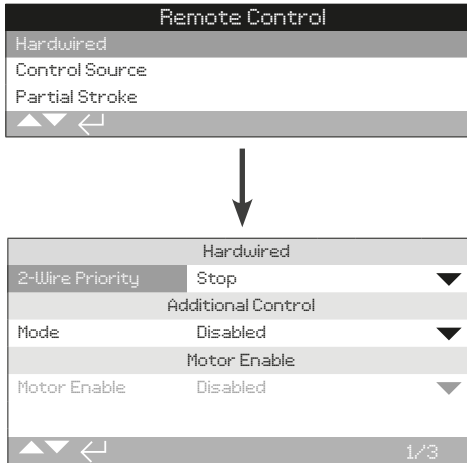 Remote Control
Hardwired
Control Source
Partial Stroke
Hardwired
2-Wire Priority Stop
Additional Control
Mode Disabled
Motor Enable
Motor Enable Disabled
1/3